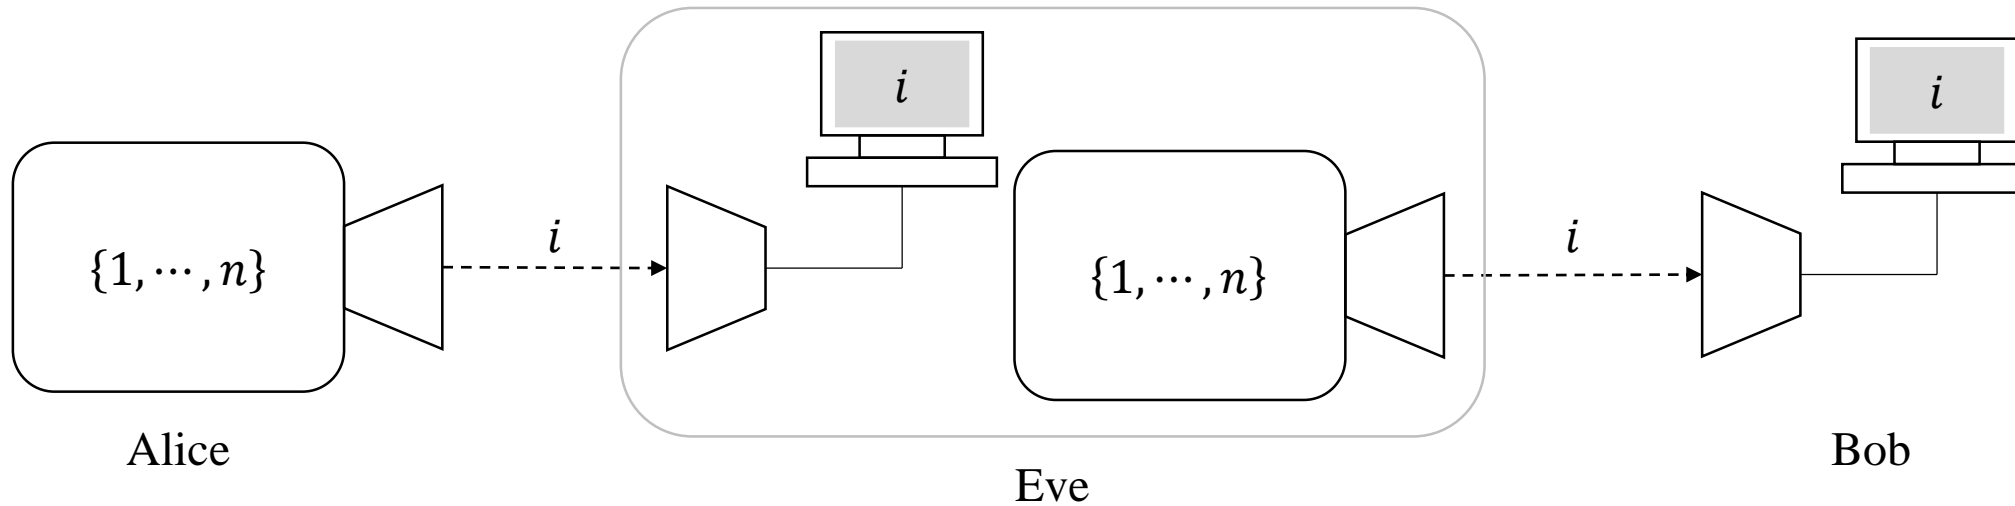 i
i
{1, ⋯, n}
i
{1, ⋯, n}
i
Alice
Eve
Bob